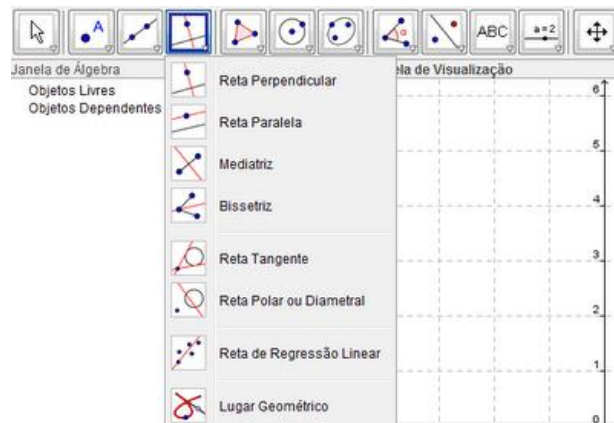 A
α
ABC
a=2
Janela de Álgebra
ela de Visualização
Objetos Livres
Objetos Dependentes
Reta Perpendicular
Reta Paralela
Mediatriz
Bissetriz
Reta Tangente
Reta Polar ou Diametral
Reta de Regressão Linear
Lugar Geométrico
6
5
4
3
2
1
0